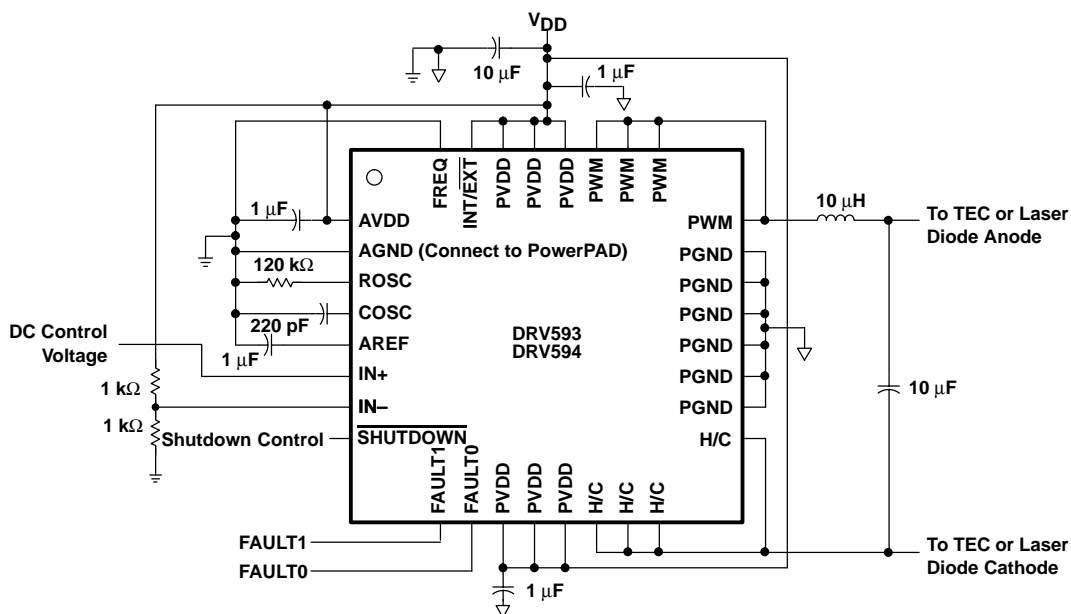 VDD
10 μF
1 μF
FREQ
INT/EXT
PVDD
PVDD
PVDD
PWM
PWM
PWM
1 μF
AVDD
AGND (Connect to PowerPAD)
120 kΩ
ROSC
COSC
220 pF
AREF
1 μF
DC Control
Voltage
IN+
1 kΩ
IN–
1 kΩ
Shutdown Control
SHUTDOWN
DRV593
DRV594
PWM
PGND
PGND
PGND
PGND
PGND
PGND
H/C
10 μH
To TEC or Laser
Diode Anode
10 μF
FAULT1
FAULT0
PVDD
PVDD
PVDD
H/C
H/C
H/C
FAULT1
FAULT0
1 μF
To TEC or Laser
Diode Cathode